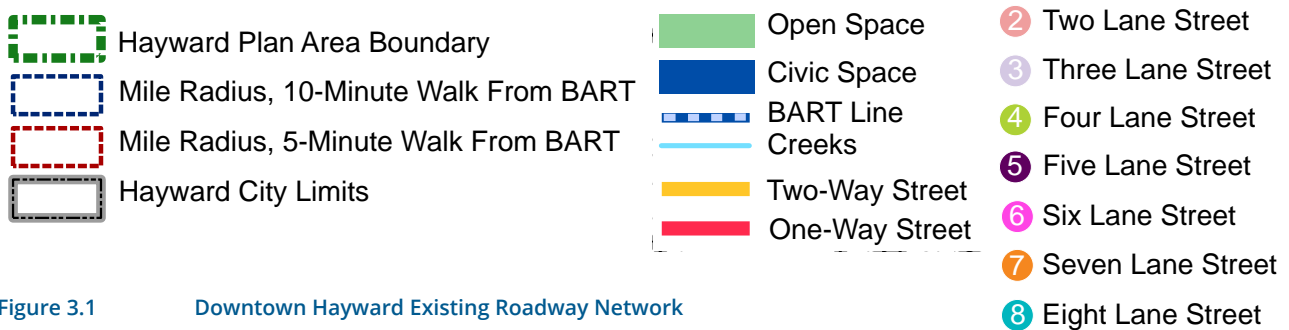 Hayward Plan Area Boundary
Mile Radius, 10-Minute Walk From BART
Mile Radius, 5-Minute Walk From BART
Hayward City Limits
Open Space
Civic Space
BART Line
Creeks
Two-Way Street
One-Way Street
2 Two Lane Street
3 Three Lane Street
4 Four Lane Street
5 Five Lane Street
6 Six Lane Street
7 Seven Lane Street
8 Eight Lane Street
Figure 3.1 Downtown Hayward Existing Roadway Network